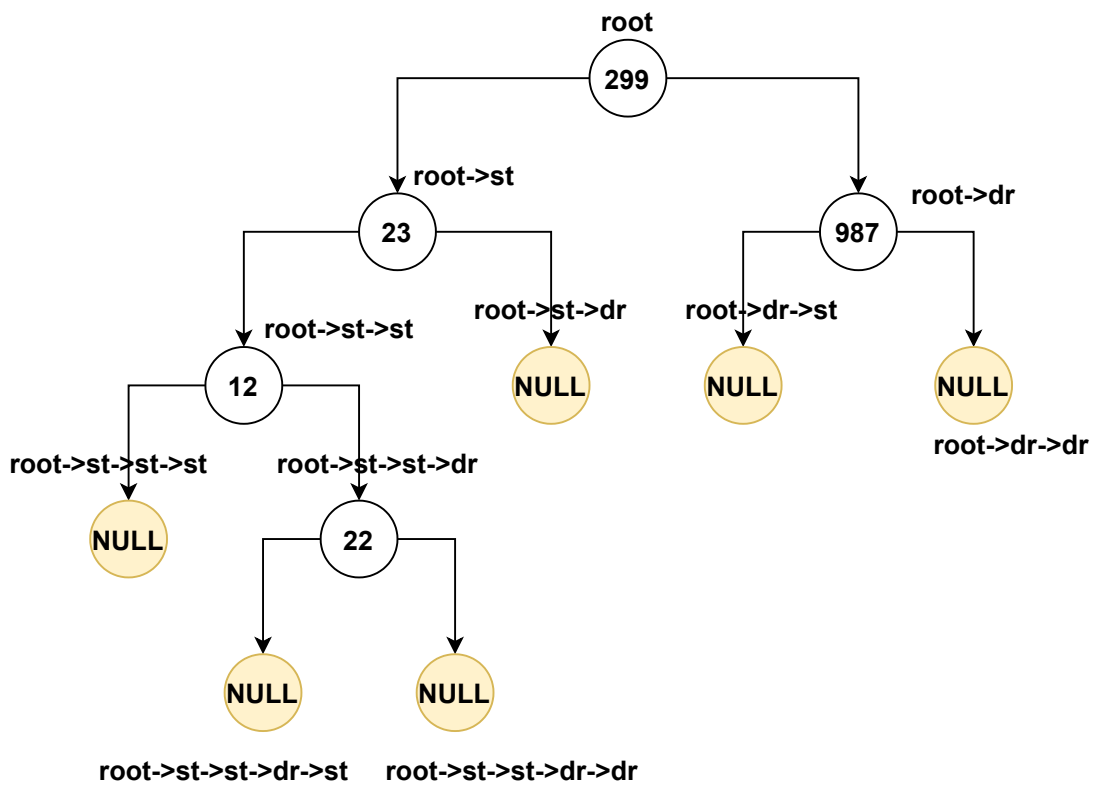 root
299
root->st
root->dr
23
987
root->st->dr
root->dr->st
root->st->st
12
NULL
NULL
NULL
root->dr->dr
root->st->st->st
root->st->st->dr
NULL
22
NULL
NULL
root->st->st->dr->st
root->st->st->dr->dr